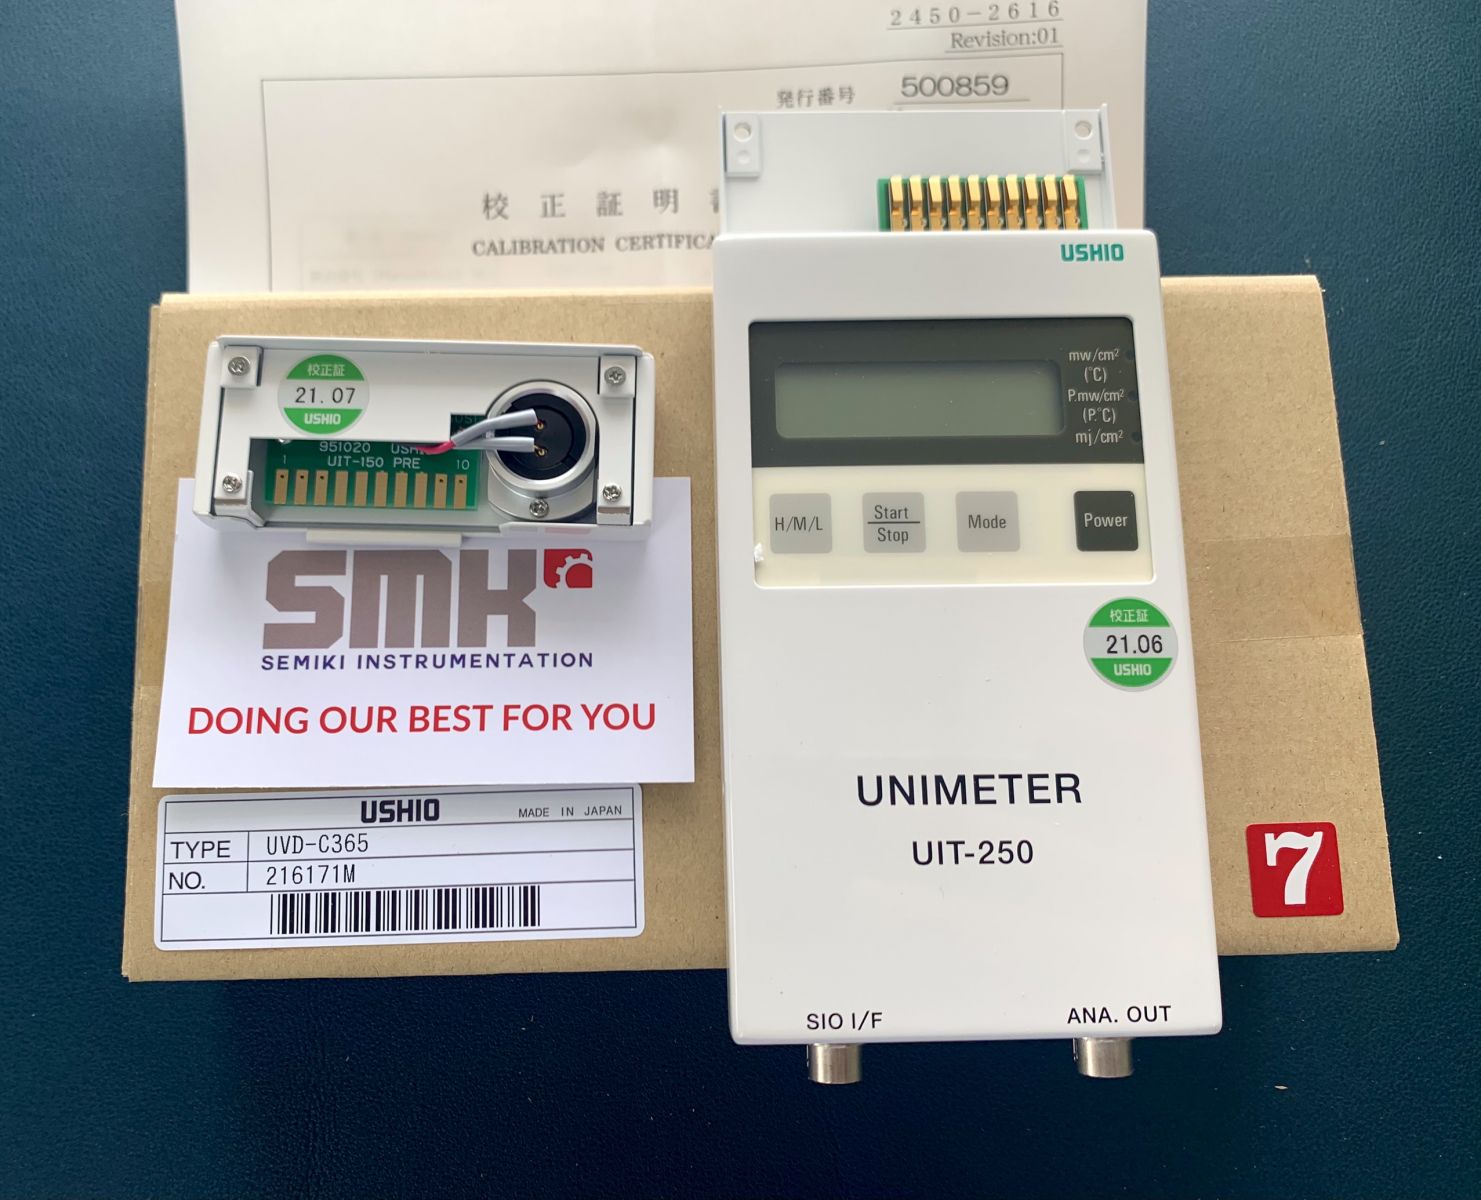 2450-2616
Revision:01
発行番号 500859
校正証明
CALIBRATION
USHIO
mw/cm²
(°C)
P.mw/cm²
(P.°C)
mj/cm²
H/M/L
Start
Stop
Mode
Power
校正証
21.06
USHIO
UNIMETER
UIT-250
SIO I/F
ANA. OUT
校正証
21.07
USHIO
951020
UIT-150 PRE
1
10
SMK
SEMIKI INSTRUMENTATION
DOING OUR BEST FOR YOU
USHIO MADE IN JAPAN
TYPE UVD-C365
NO. 216171M
7